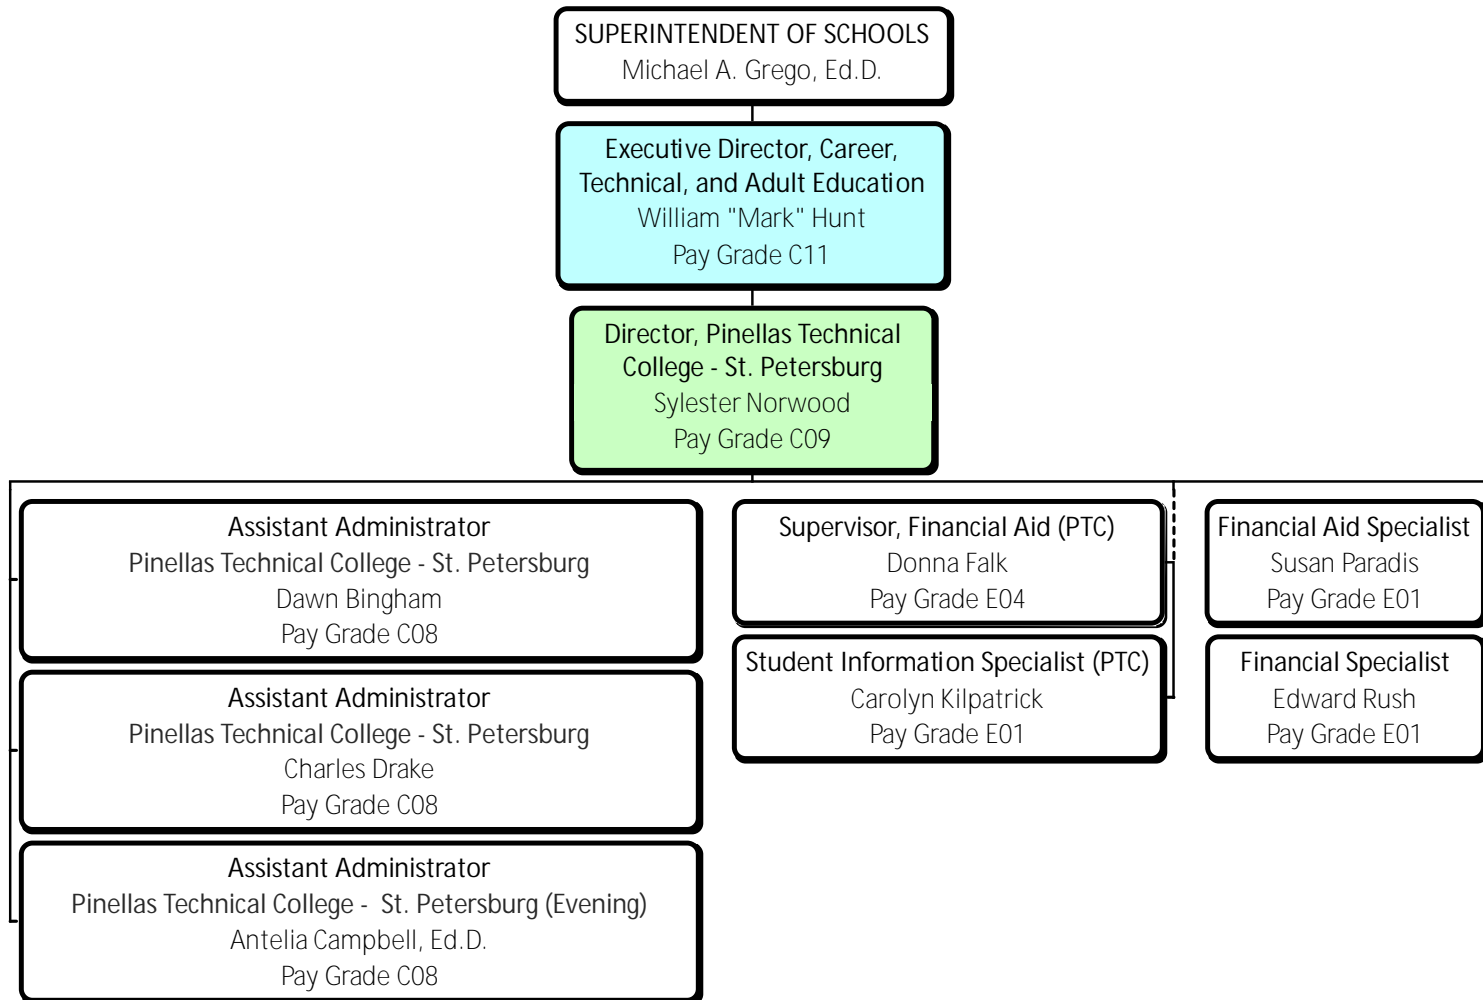 SUPERINTENDENT OF SCHOOLS
Michael A. Grego, Ed.D.
Executive Director, Career,
Technical, and Adult Education
William "Mark" Hunt
Pay Grade C11
Director, Pinellas Technical
College - St. Petersburg
Sylester Norwood
Pay Grade C09
Assistant Administrator
Pinellas Technical College - St. Petersburg
Dawn Bingham
Pay Grade C08
Assistant Administrator
Pinellas Technical College - St. Petersburg
Charles Drake
Pay Grade C08
Assistant Administrator
Pinellas Technical College -  St. Petersburg (Evening)
Antelia Campbell, Ed.D.
Pay Grade C08
Supervisor, Financial Aid (PTC)
Donna Falk
Pay Grade E04
Student Information Specialist (PTC)
Carolyn Kilpatrick
Pay Grade E01
Financial Aid Specialist
Susan Paradis
Pay Grade E01
Financial Specialist
Edward Rush
Pay Grade E01